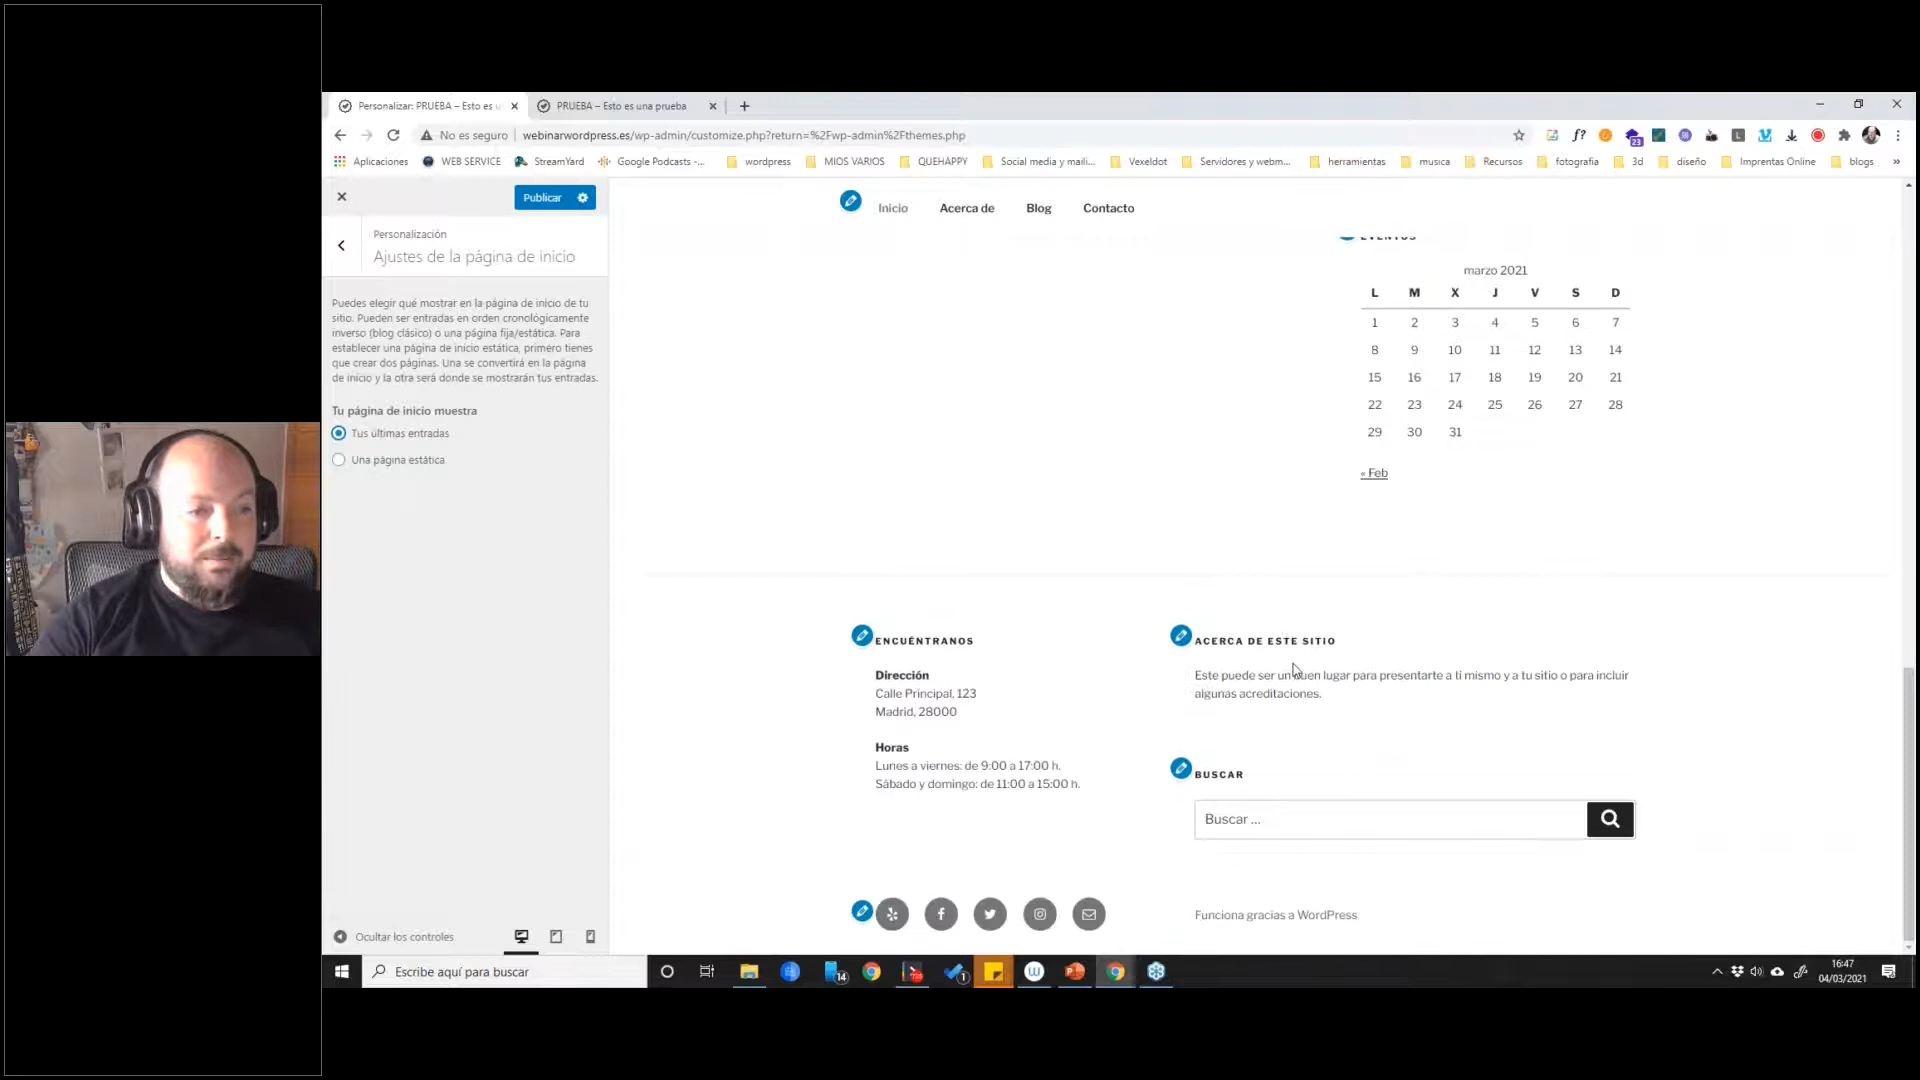 Personalizar: PRUEBA – Esto es u
PRUEBA – Esto es una prueba
No es seguro
webinarwordpress.es/wp-admin/customize.php?return=%2Fwp-admin%2Fthemes.php
23
Aplicaciones
WEB SERVICE
StreamYard
Google Podcasts -...
wordpress
MIOS VARIOS
QUEHAPPY
Social media y maili...
Vexeldot
Servidores y webm...
herramientas
musica
Recursos
fotografia
3d
diseño
Imprentas Online
blogs
»
Publicar
Personalización
Ajustes de la página de inicio
Puedes elegir qué mostrar en la página de inicio de tu
sitio. Pueden ser entradas en orden cronológicamente
inverso (blog clásico) o una página fija/estática. Para
establecer una página de inicio estática, primero tienes
que crear dos páginas. Una se convertirá en la página
de inicio y la otra será donde se mostrarán tus entradas.
Tu página de inicio muestra
Tus últimas entradas
Una página estática
Ocultar los controles
Inicio
Acerca de
Blog
Contacto
EVENTOS
marzo 2021
L M X J V S D
1 2 3 4 5 6 7
8 9 10 11 12 13 14
15 16 17 18 19 20 21
22 23 24 25 26 27 28
29 30 31
« Feb
ENCUÉNTRANOS
Dirección
Calle Principal, 123
Madrid, 28000
Horas
Lunes a viernes: de 9:00 a 17:00 h.
Sábado y domingo: de 11:00 a 15:00 h.
ACERCA DE ESTE SITIO
Este puede ser un buen lugar para presentarte a ti mismo y a tu sitio o para incluir
algunas acreditaciones.
BUSCAR
Buscar ...
Funciona gracias a WordPress
Escribe aquí para buscar
14
1
16:47
04/03/2021